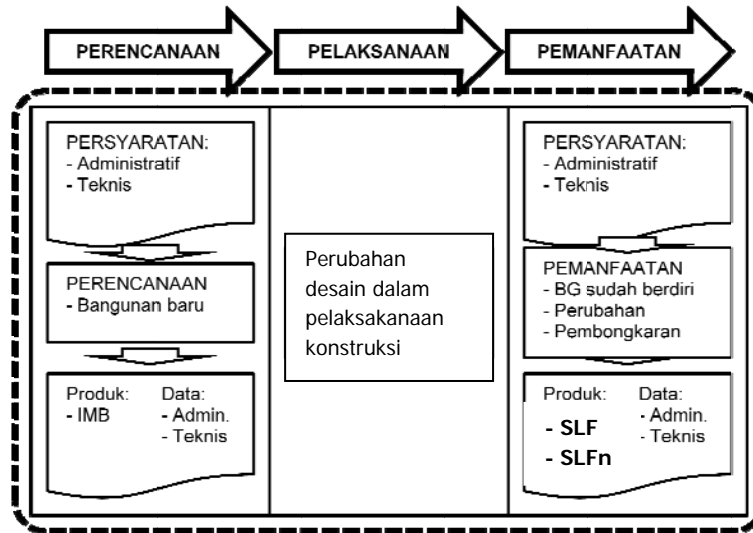 PERENCANAAN
PELAKSANAAN
PEMANFAATAN
PERSYARATAN:
- Administratif
- Teknis
PERENCANAAN
- Bangunan baru
Produk: Data:
- IMB - Admin.
- Teknis
Perubahan
desain dalam
pelaksakanaan
konstruksi
PERSYARATAN:
- Administratif
- Teknis
PEMANFAATAN
- BG sudah berdiri
- Perubahan
- Pembongkaran
Produk: Data:
- SLF - Admin.
- SLFn - Teknis